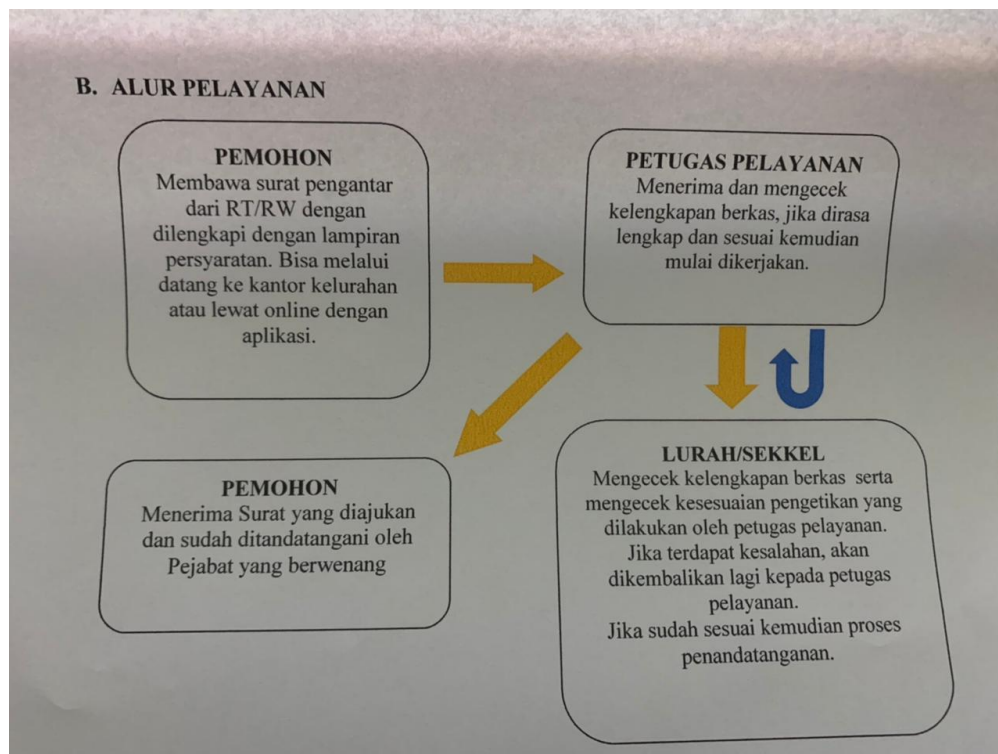 B. ALUR PELAYANAN
PEMOHON
Membawa surat pengantar
dari RT/RW dengan
dilengkapi dengan lampiran
persyaratan. Bisa melalui
datang ke kantor kelurahan
atau lewat online dengan
aplikasi.
PETUGAS PELAYANAN
Menerima dan mengecek
kelengkapan berkas, jika dirasa
lengkap dan sesuai kemudian
mulai dikerjakan.
LURAH/SEKKEL
Mengecek kelengkapan berkas serta
mengecek kesesuaian pengetikan yang
dilakukan oleh petugas pelayanan.
Jika terdapat kesalahan, akan
dikembalikan lagi kepada petugas
pelayanan.
Jika sudah sesuai kemudian proses
penandatanganan.
PEMOHON
Menerima Surat yang diajukan
dan sudah ditandatangani oleh
Pejabat yang berwenang